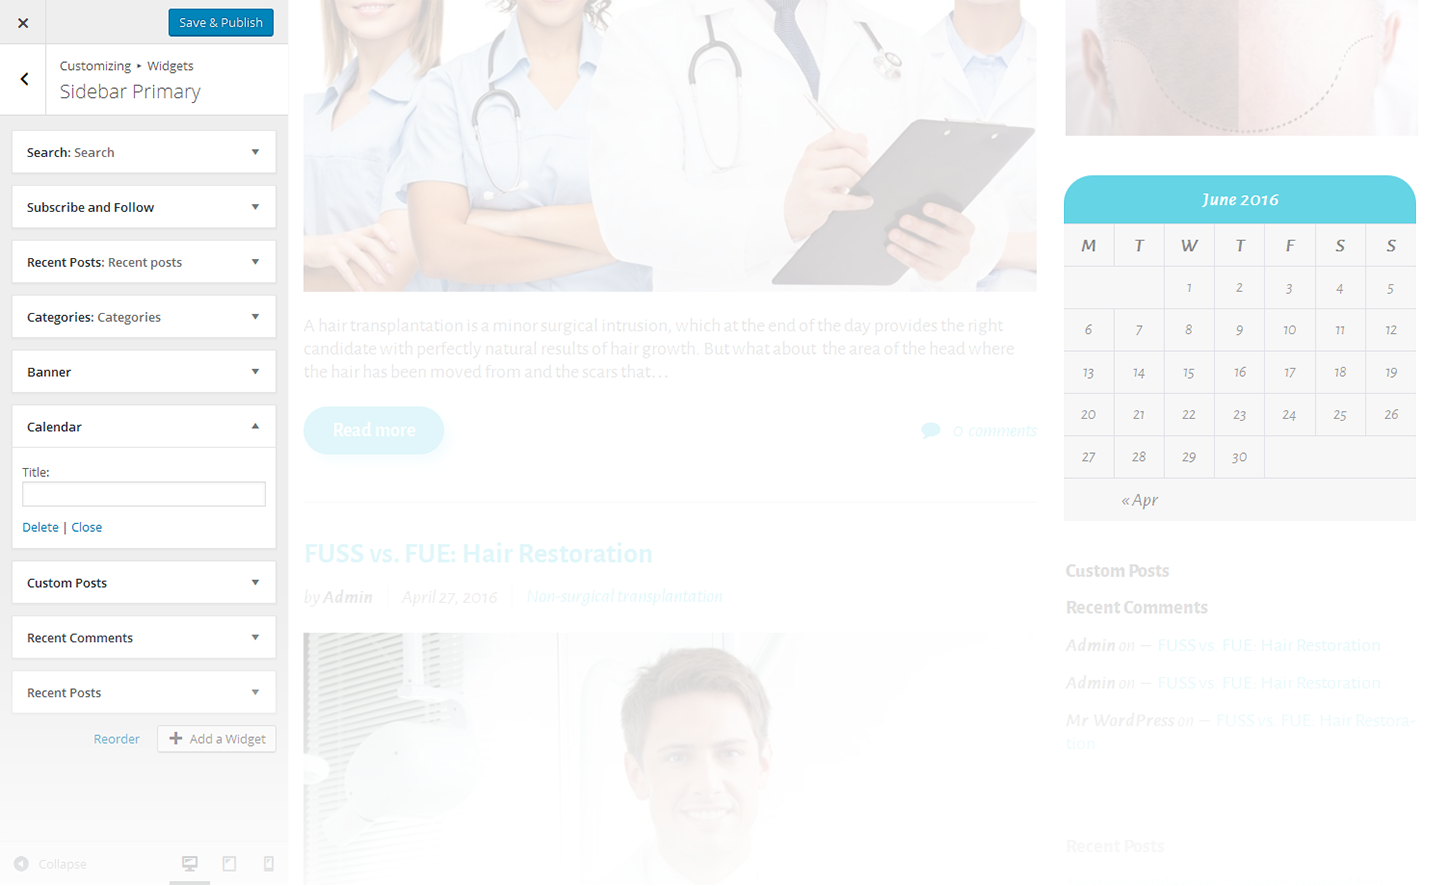 Save & Publish
Customizing ▸ Widgets
Sidebar Primary
Search: Search
Subscribe and Follow
Recent Posts: Recent posts
Categories: Categories
Banner
Calendar
Title:
Delete | Close
Custom Posts
Recent Comments
Recent Posts
Reorder
Add a Widget
Collapse
A hair transplantation is a minor surgical intrusion, which at the end of the day provides the right
candidate with perfectly natural results of hair growth. But what about the area of the head where
the hair has been moved from and the scars that…
Read more
0 comments
FUSS vs. FUE: Hair Restoration
by Admin
April 27, 2016
Non-surgical transplantation
June 2016
M T W T F S S
1 2 3 4 5
6 7 8 9 10 11 12
13 14 15 16 17 18 19
20 21 22 23 24 25 26
27 28 29 30
« Apr
Custom Posts
Recent Comments
Admin on — FUSS vs. FUE: Hair Restoration
Admin on — FUSS vs. FUE: Hair Restoration
Mr WordPress on — FUSS vs. FUE: Hair Restora-
tion
Recent Posts